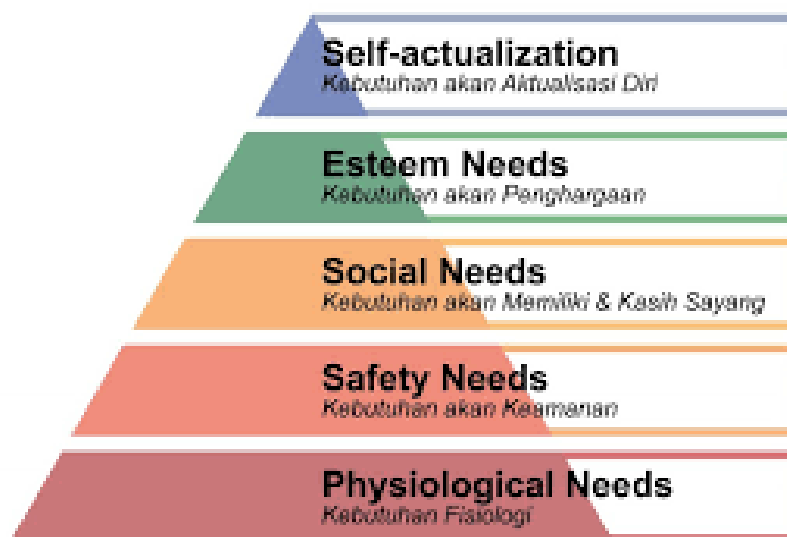 Self-actualization
Kebutuhan akan Aktualisasi Diri
Esteem Needs
Kebutuhan akan Penghargaan
Social Needs
Kebutuhan akan Memiliki & Kasih Sayang
Safety Needs
Kebutuhan akan Keamanan
Physiological Needs
Kebutuhan Fisiologi